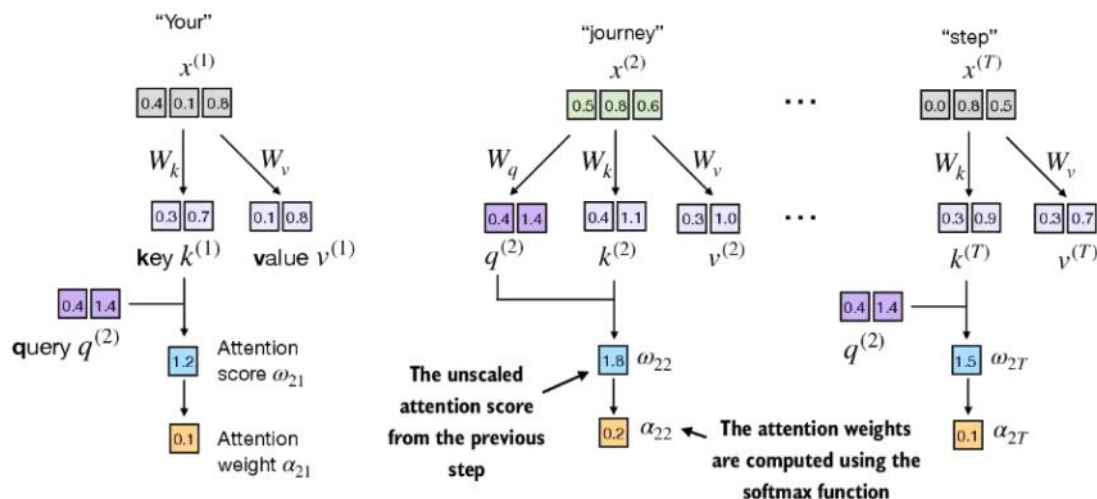 "Your" "journey" "step"
x^(1) x^(2) x^(T)
0.4 0.1 0.8 0.5 0.8 0.6 ... 0.0 0.8 0.5
W_k W_v W_q W_k W_v W_k W_v
0.3 0.7 0.1 0.8 0.4 1.4 0.4 1.1 0.3 1.0 ... 0.3 0.9 0.3 0.7
key k^(1) value v^(1) q^(2) k^(2) v^(2) k^(T) v^(T)
0.4 1.4 0.4 1.4
query q^(2) q^(2)
1.2 Attention
score ω_21
1.8 ω_22 1.5 ω_2T
The unscaled
attention score
from the previous
step
0.1 Attention
weight α_21
0.2 α_22 0.1 α_2T
The attention weights
are computed using the
softmax function